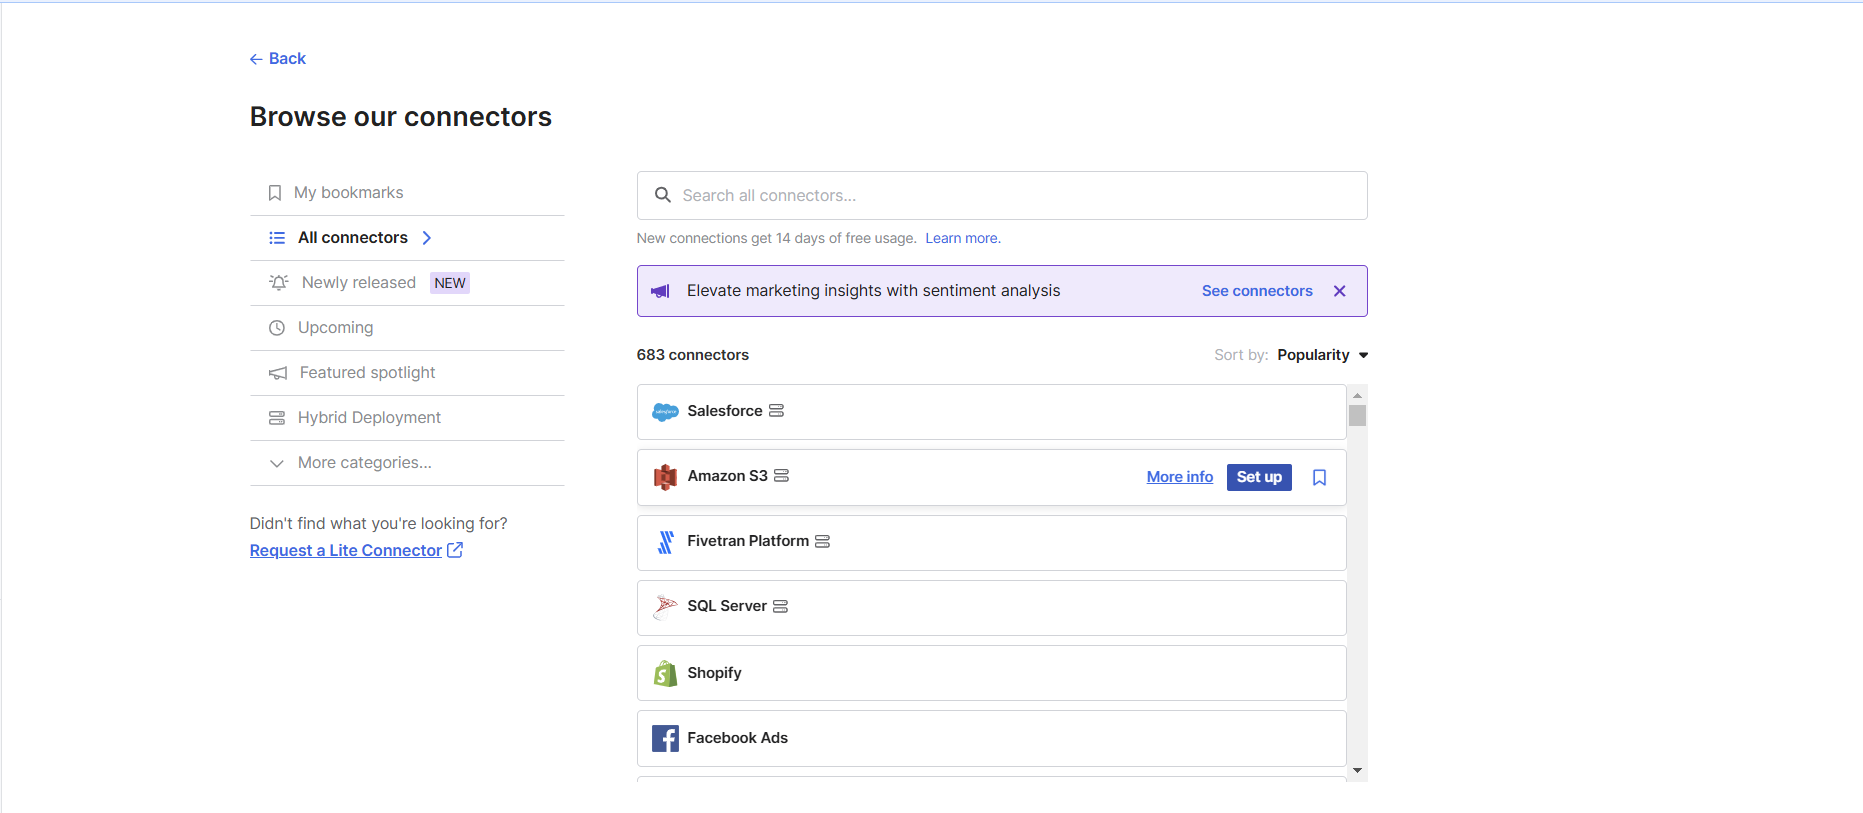 Back
Browse our connectors
My bookmarks
All connectors
Newly released NEW
Upcoming
Featured spotlight
Hybrid Deployment
More categories...
Didn't find what you're looking for?
Request a Lite Connector
Search all connectors...
New connections get 14 days of free usage. Learn more.
Elevate marketing insights with sentiment analysis See connectors
683 connectors Sort by: Popularity
Salesforce
Amazon S3 More info Set up
Fivetran Platform
SQL Server
Shopify
Facebook Ads